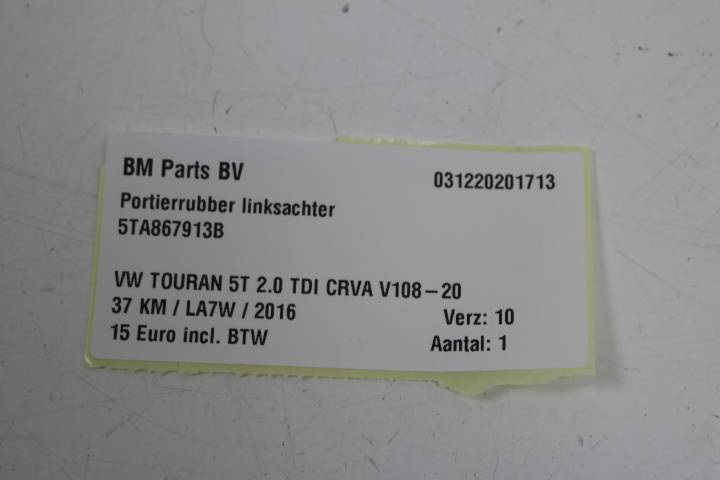 BM Parts BV 031220201713
Portierrubber linksachter
5TA867913B
VW TOURAN 5T 2.0 TDI CRVA V108-20
37 KM / LA7W / 2016 Verz: 10
15 Euro incl. BTW Aantal: 1